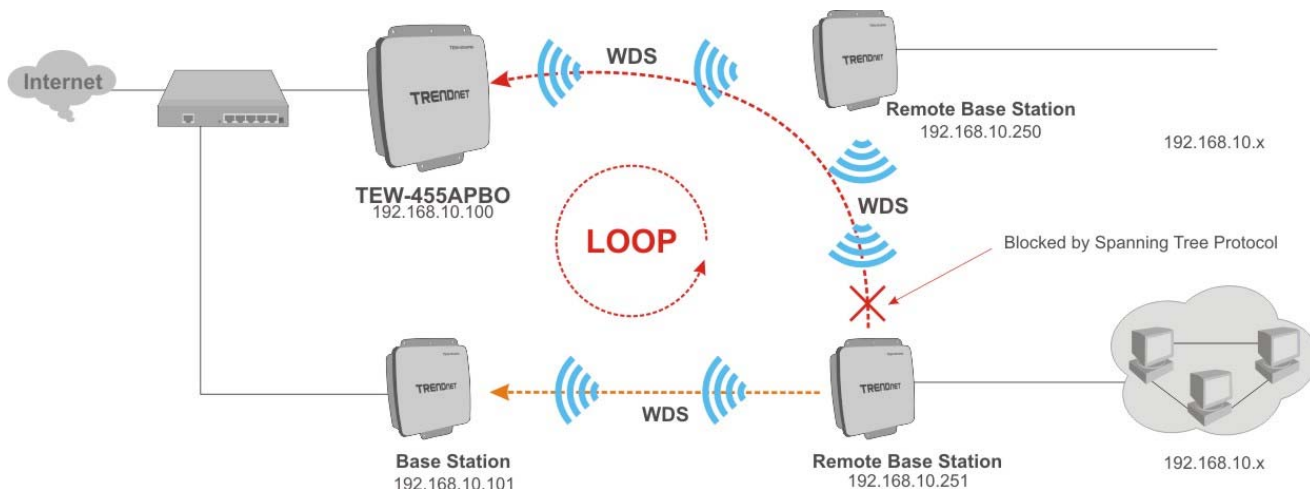 Internet
TRENDNET
TEW-455APBO
192.168.10.100
WDS
Remote Base Station
192.168.10.250
192.168.10.x
WDS
LOOP
Blocked by Spanning Tree Protocol
TRENDNET
Base Station
192.168.10.101
WDS
TRENDNET
Remote Base Station
192.168.10.251
192.168.10.x
TRENDNET